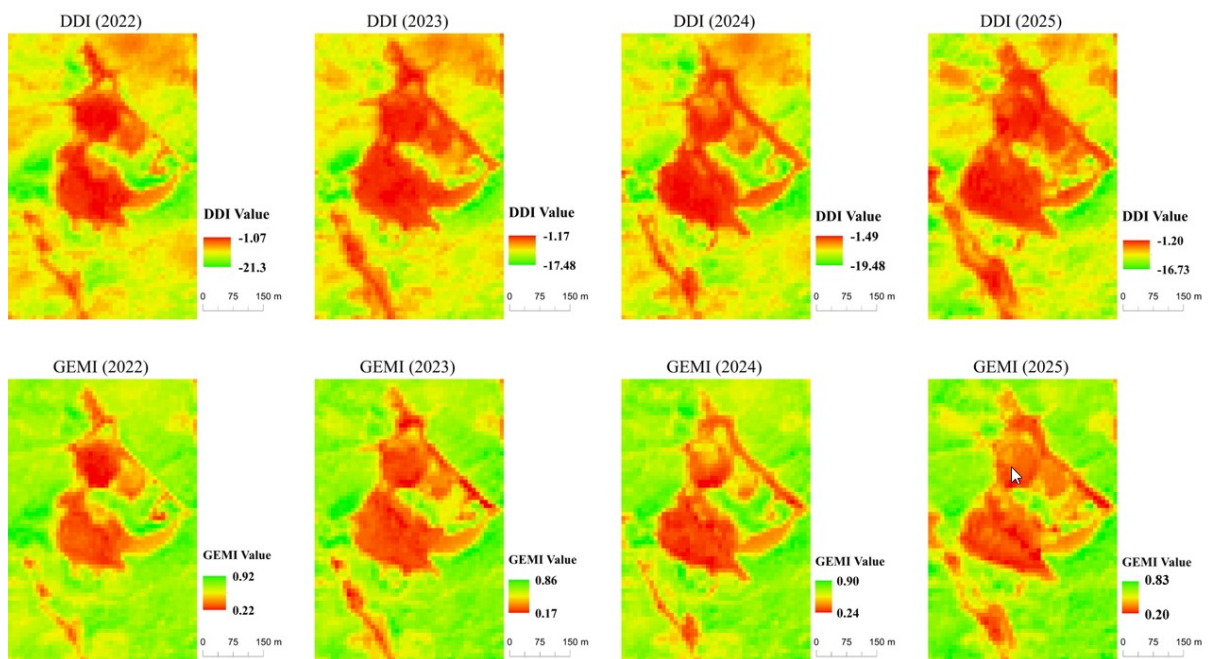 DDI (2022)
DDI (2023)
DDI (2024)
DDI (2025)
DDI Value
-1.07
-21.3
0 75 150 m
DDI Value
-1.17
-17.48
0 75 150 m
DDI Value
-1.49
-19.48
0 75 150 m
DDI Value
-1.20
-16.73
0 75 150 m
GEMI (2022)
GEMI (2023)
GEMI (2024)
GEMI (2025)
GEMI Value
0.92
0.22
0 75 150 m
GEMI Value
0.86
0.17
0 75 150 m
GEMI Value
0.90
0.24
0 75 150 m
GEMI Value
0.83
0.20
0 75 150 m